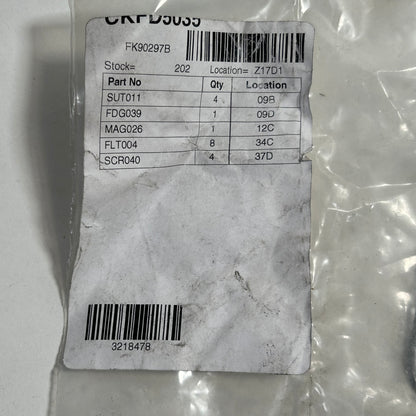 CKPD5035
FK90297B
Stock= 202 Location= Z17D1
Part No Qty Location
SUT011 4 09B
FDG039 1 09D
MAG026 1 12C
FLT004 8 34C
SCR040 4 37D
3218478